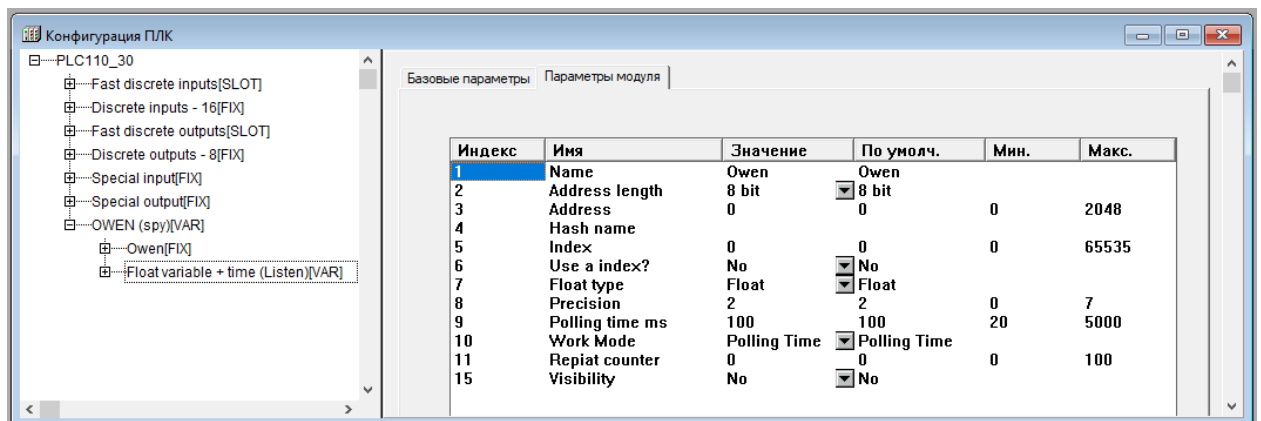 Конфигурация ПЛК
PLC110_30
Fast discrete inputs[SLOT]
Discrete inputs - 16[FIX]
Fast discrete outputs[SLOT]
Discrete outputs - 8[FIX]
Special input[FIX]
Special output[FIX]
OWEN (spy)[VAR]
Owen[FIX]
Float variable + time (Listen)[VAR]
Базовые параметры Параметры модуля
Индекс Имя Значение По умолч. Мин. Макс.
1 Name Owen Owen
2 Address length 8 bit 8 bit
3 Address 0 0 0 2048
4 Hash name
5 Index 0 0 0 65535
6 Use a index? No No
7 Float type Float Float
8 Precision 2 2 0 7
9 Polling time ms 100 100 20 5000
10 Work Mode Polling Time Polling Time
11 Repiat counter 0 0 0 100
15 Visibility No No